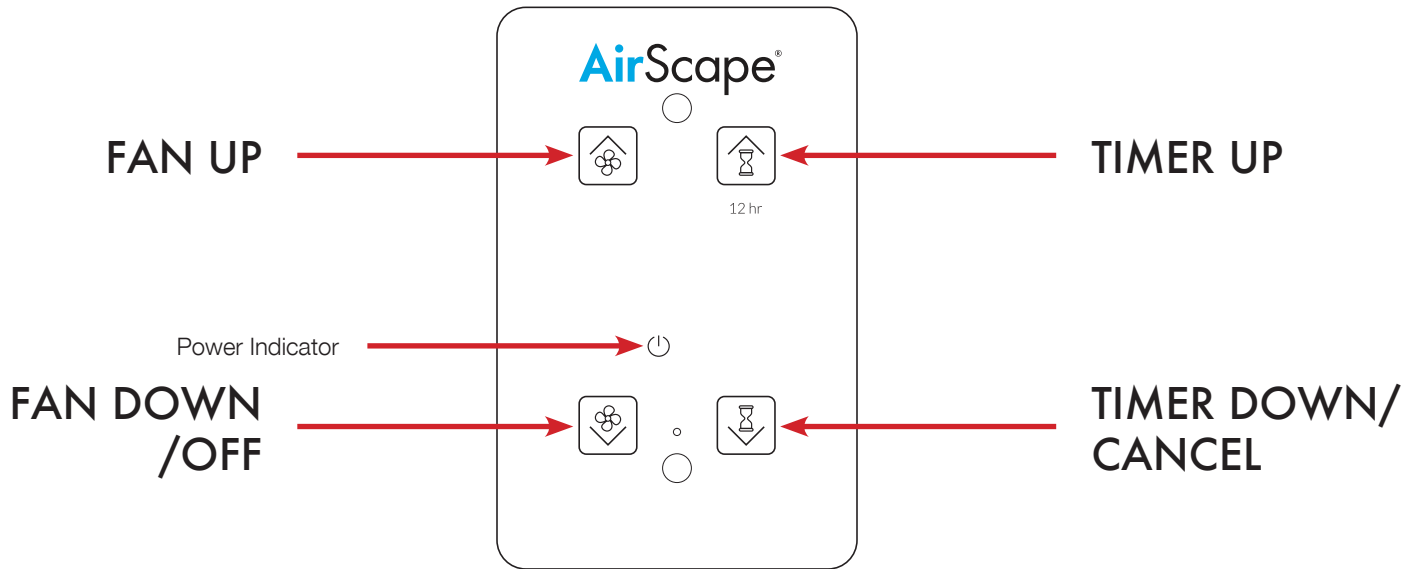 AirScape®
FAN UP
TIMER UP
12 hr
Power Indicator
FAN DOWN
/OFF
TIMER DOWN/
CANCEL